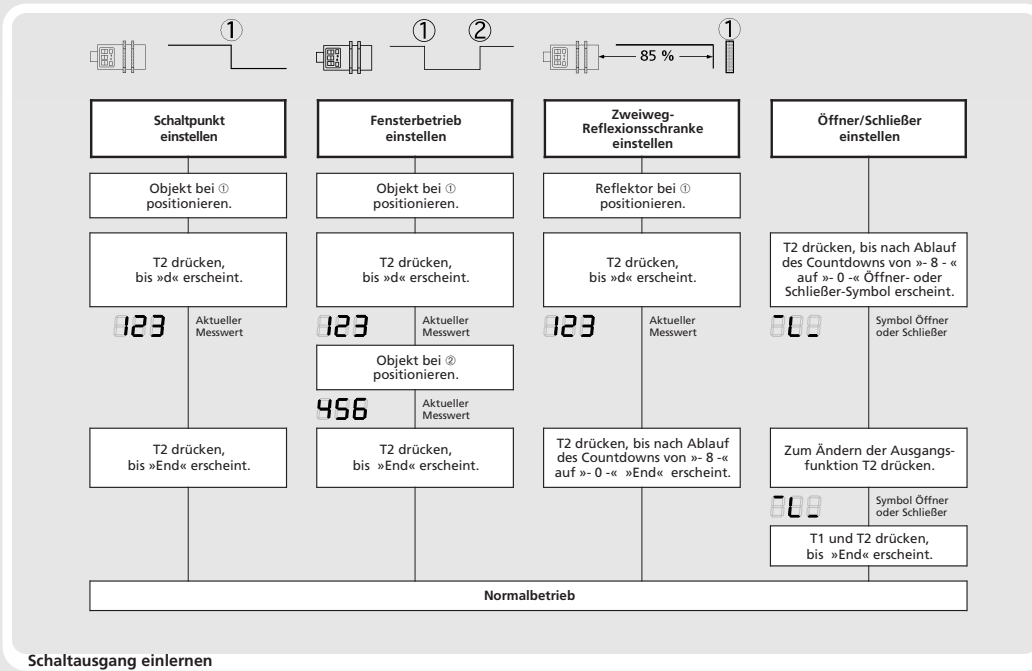 ①
① ②
①
85 %
Schaltpunkt
einstellen
Objekt bei ①
positionieren.
T2 drücken,
bis »d« erscheint.
123
Aktueller
Messwert
T2 drücken,
bis »End« erscheint.
Fensterbetrieb
einstellen
Objekt bei ①
positionieren.
T2 drücken,
bis »d« erscheint.
123
Aktueller
Messwert
Objekt bei ②
positionieren.
456
Aktueller
Messwert
T2 drücken,
bis »End« erscheint.
Zweiweg-
Reflexionsschranke
einstellen
Reflektor bei ①
positionieren.
T2 drücken,
bis »d« erscheint.
123
Aktueller
Messwert
T2 drücken, bis nach Ablauf
des Countdowns von »- 8 -«
auf »- 0 -« »End« erscheint.
Öffner/Schließer
einstellen
T2 drücken, bis nach Ablauf
des Countdowns von »- 8 - «
auf »- 0 -« Öffner- oder
Schließer-Symbol erscheint.
Symbol Öffner
oder Schließer
Zum Ändern der Ausgangs-
funktion T2 drücken.
Symbol Öffner
oder Schließer
T1 und T2 drücken,
bis »End« erscheint.
Normalbetrieb
Schaltausgang einlernen